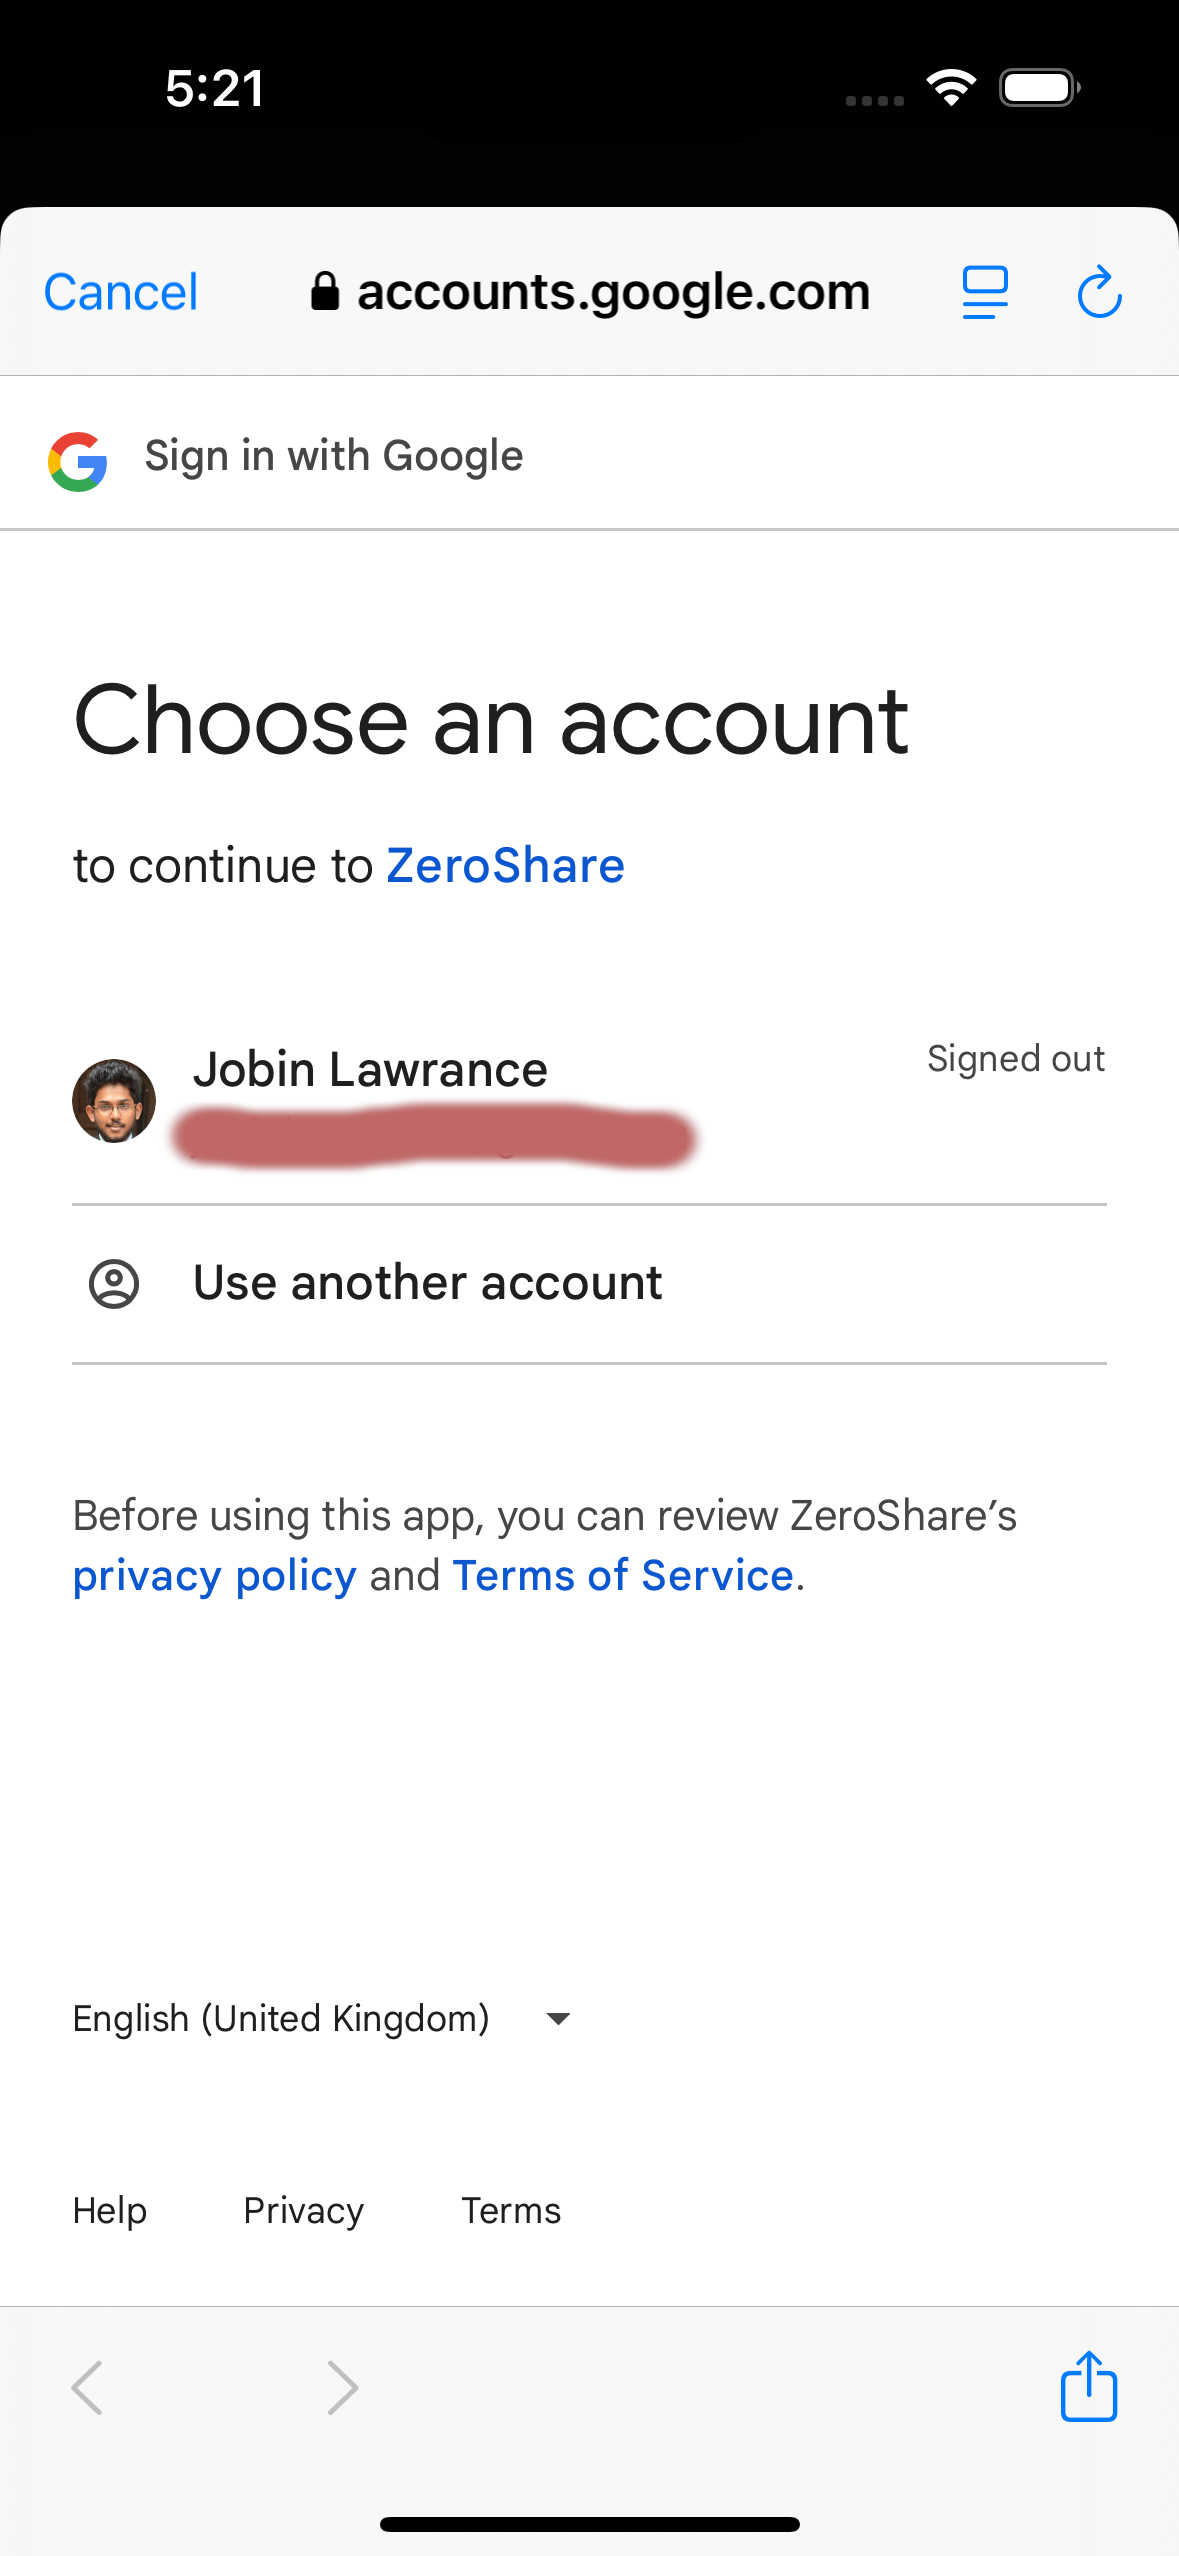 5:21
Cancel
accounts.google.com
Sign in with Google
Choose an account
to continue to ZeroShare
Jobin Lawrance
Signed out
Use another account
Before using this app, you can review ZeroShare’s
privacy policy and Terms of Service.
English (United Kingdom)
Help Privacy Terms